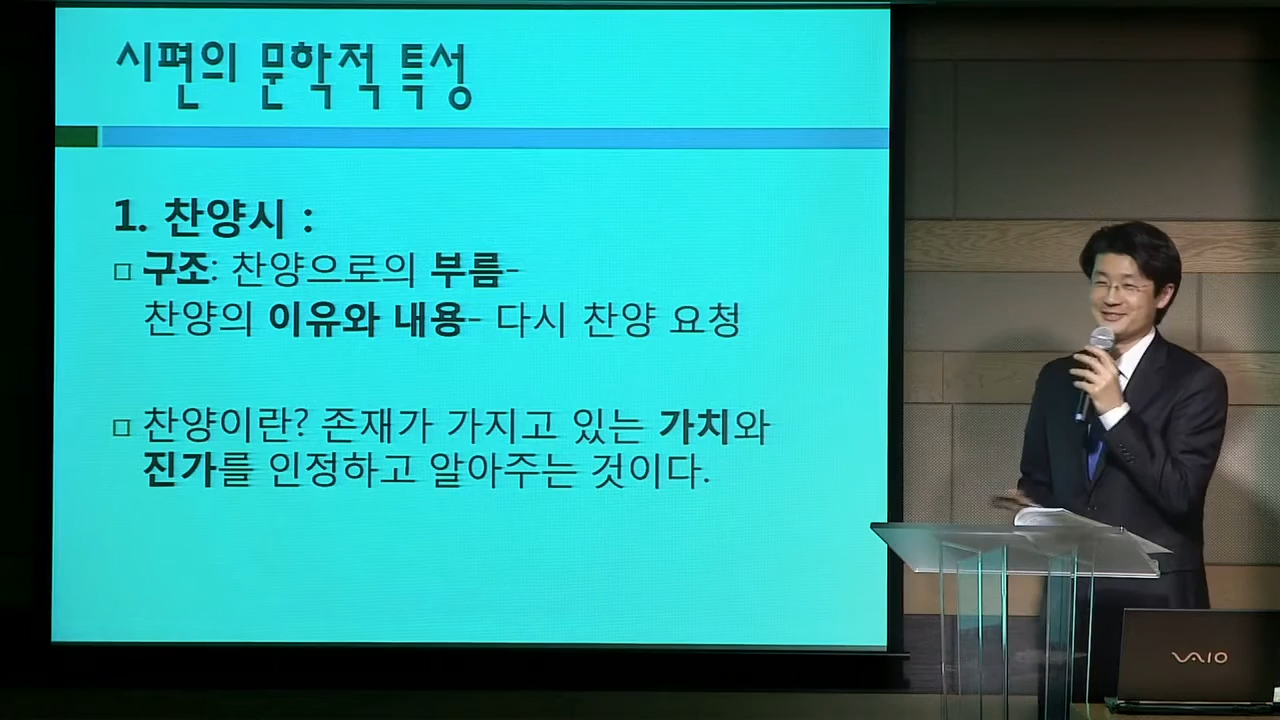 시편의 문학적 특성
1. 찬양시 :
□ 구조: 찬양으로의 부름-
찬양의 이유와 내용- 다시 찬양 요청
□ 찬양이란? 존재가 가지고 있는 가치와
진가를 인정하고 알아주는 것이다.
VAIO